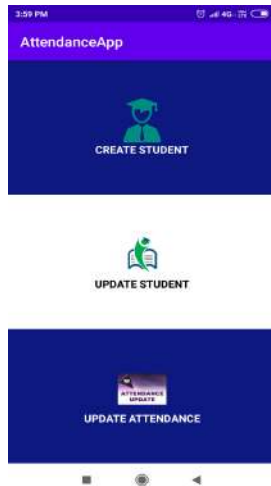 3:59 PM
AttendanceApp
CREATE STUDENT
UPDATE STUDENT
ATTENDANCE
UPDATE
UPDATE ATTENDANCE